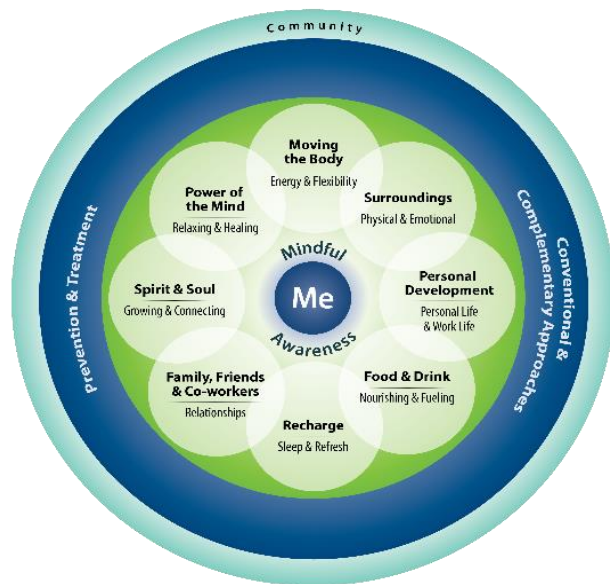 Community
Moving
the Body
Energy & Flexibility
Power of
the Mind
Relaxing & Healing
Surroundings
Physical & Emotional
Prevention & Treatment
Spirit & Soul
Growing & Connecting
Mindful
Me
Awareness
Personal
Development
Personal Life
& Work Life
Conventional &
Complementary Approaches
Family, Friends
& Co-workers
Relationships
Food & Drink
Nourishing & Fueling
Recharge
Sleep & Refresh